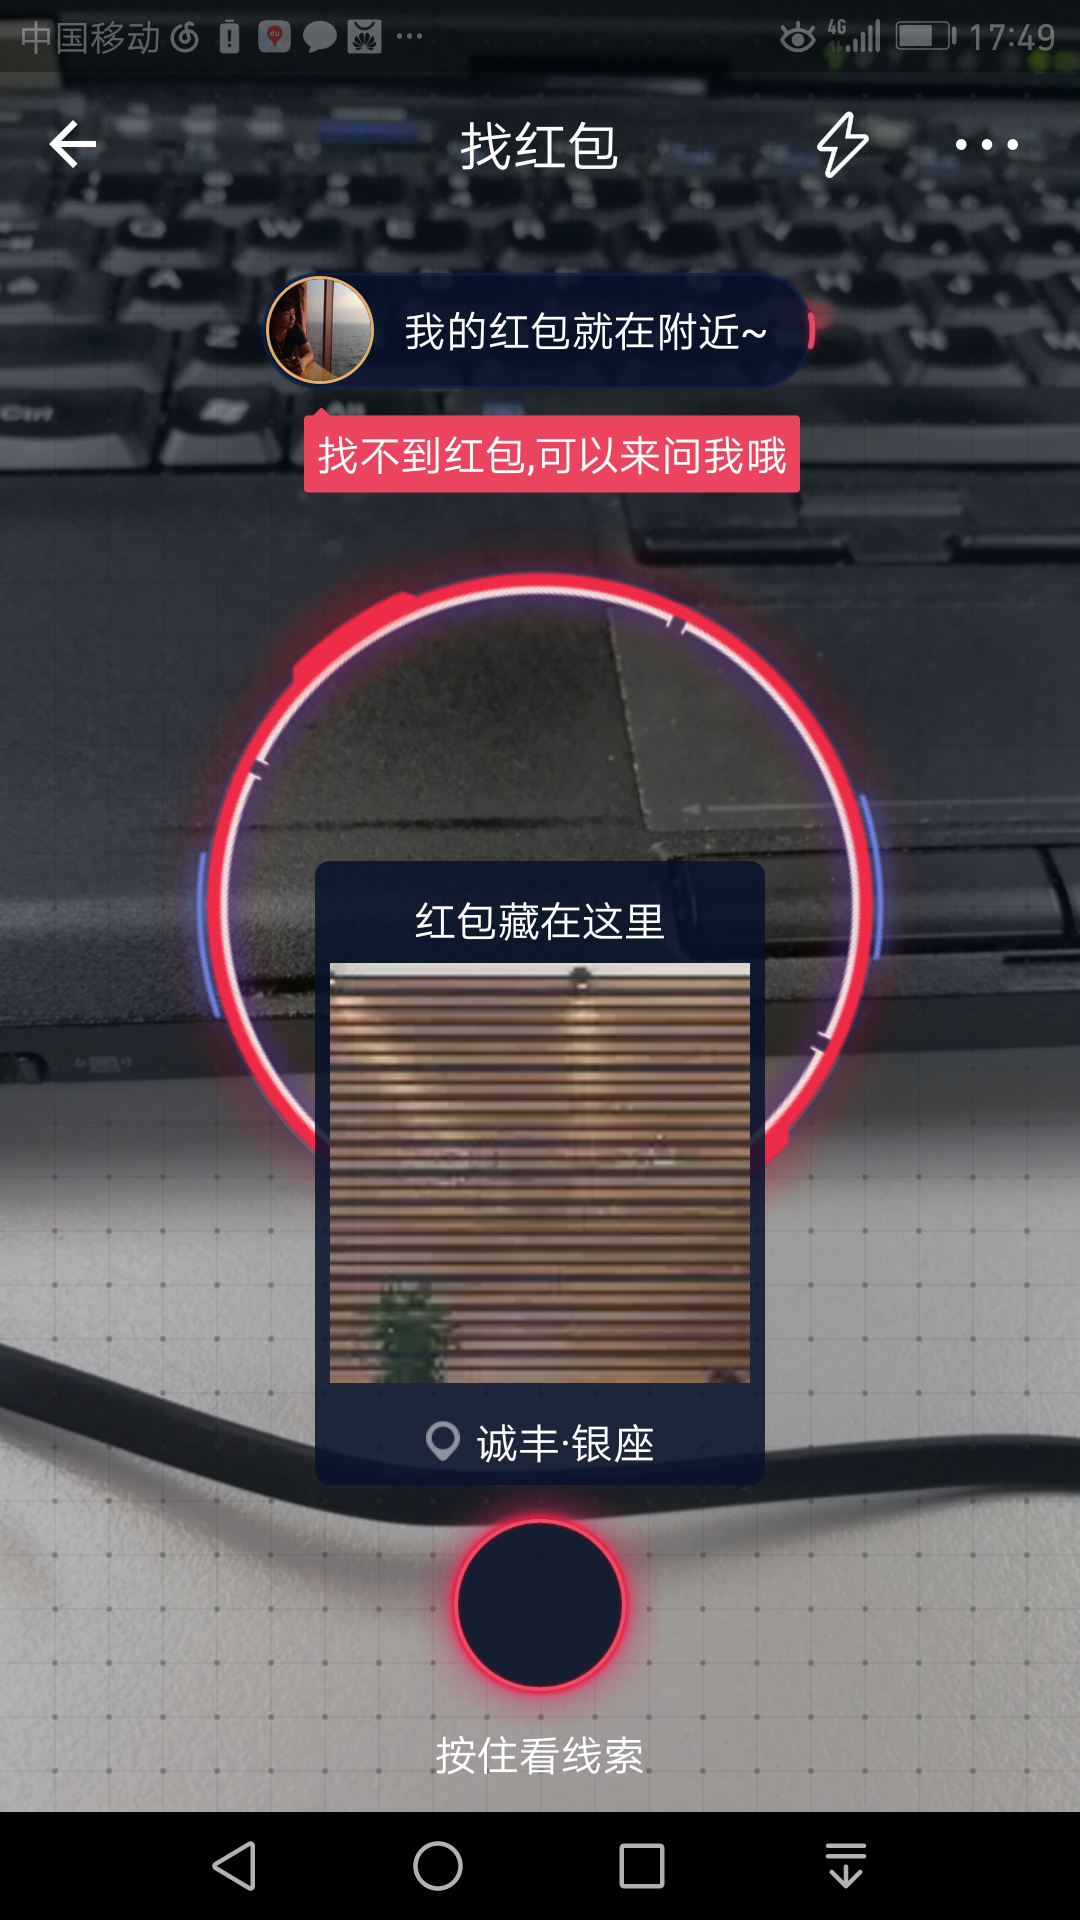 中国移动 4G 17:49
找红包
我的红包就在附近~
找不到红包,可以来问我哦
红包藏在这里
诚丰·银座
按住看线索